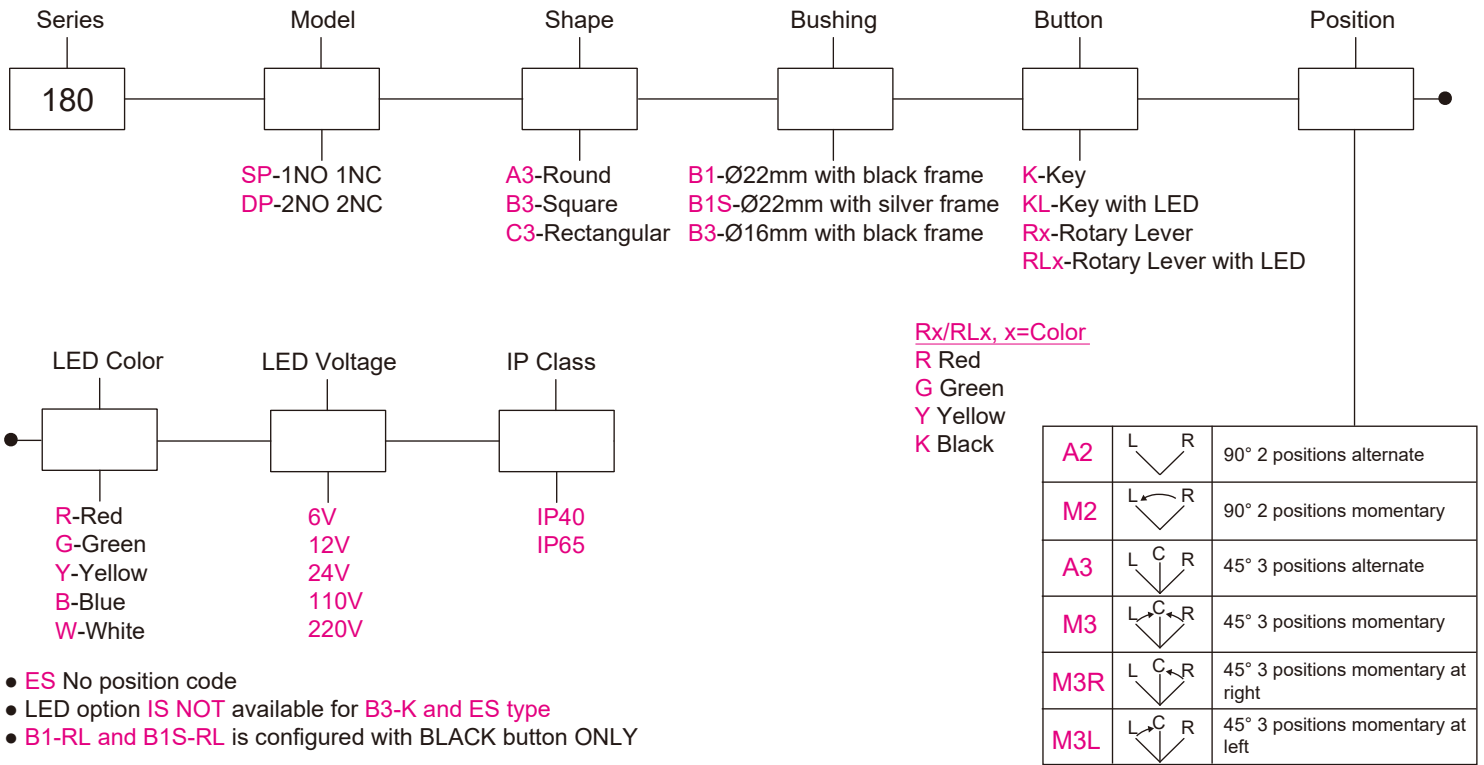 Series Model Shape Bushing Button Position
180
SP-1NO 1NC
DP-2NO 2NC
A3-Round
B3-Square
C3-Rectangular
B1-Ø22mm with black frame
B1S-Ø22mm with silver frame
B3-Ø16mm with black frame
K-Key
KL-Key with LED
Rx-Rotary Lever
RLx-Rotary Lever with LED
Rx/RLx, x=Color
R Red
G Green
Y Yellow
K Black
LED Color LED Voltage IP Class
R-Red
G-Green
Y-Yellow
B-Blue
W-White
6V
12V
24V
110V
220V
IP40
IP65
A2 L R 90° 2 positions alternate
M2 L R 90° 2 positions momentary
A3 L C R 45° 3 positions alternate
M3 L C R 45° 3 positions momentary
M3R L C R 45° 3 positions momentary at
right
M3L L C R 45° 3 positions momentary at
left
● ES No position code
● LED option IS NOT available for B3-K and ES type
● B1-RL and B1S-RL is configured with BLACK button ONLY